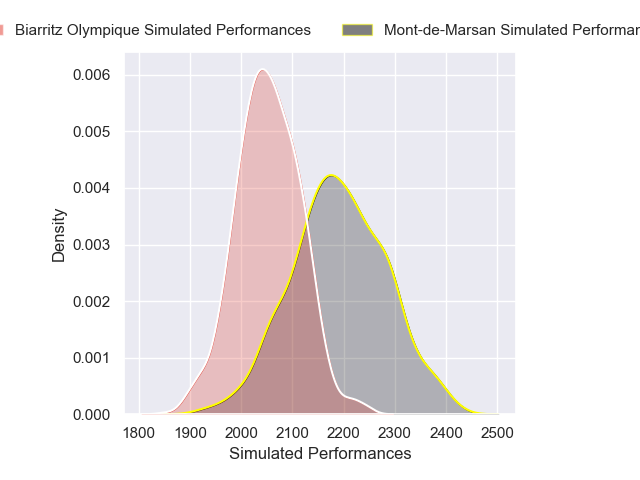 Biarritz Olympique Simulated Performances
Mont-de-Marsan Simulated
0.006
0.005
0.004
0.003
0.002
0.001
0.000
Density
1800 1900 2000 2100 2200 2300 2400 2500
Simulated Performances